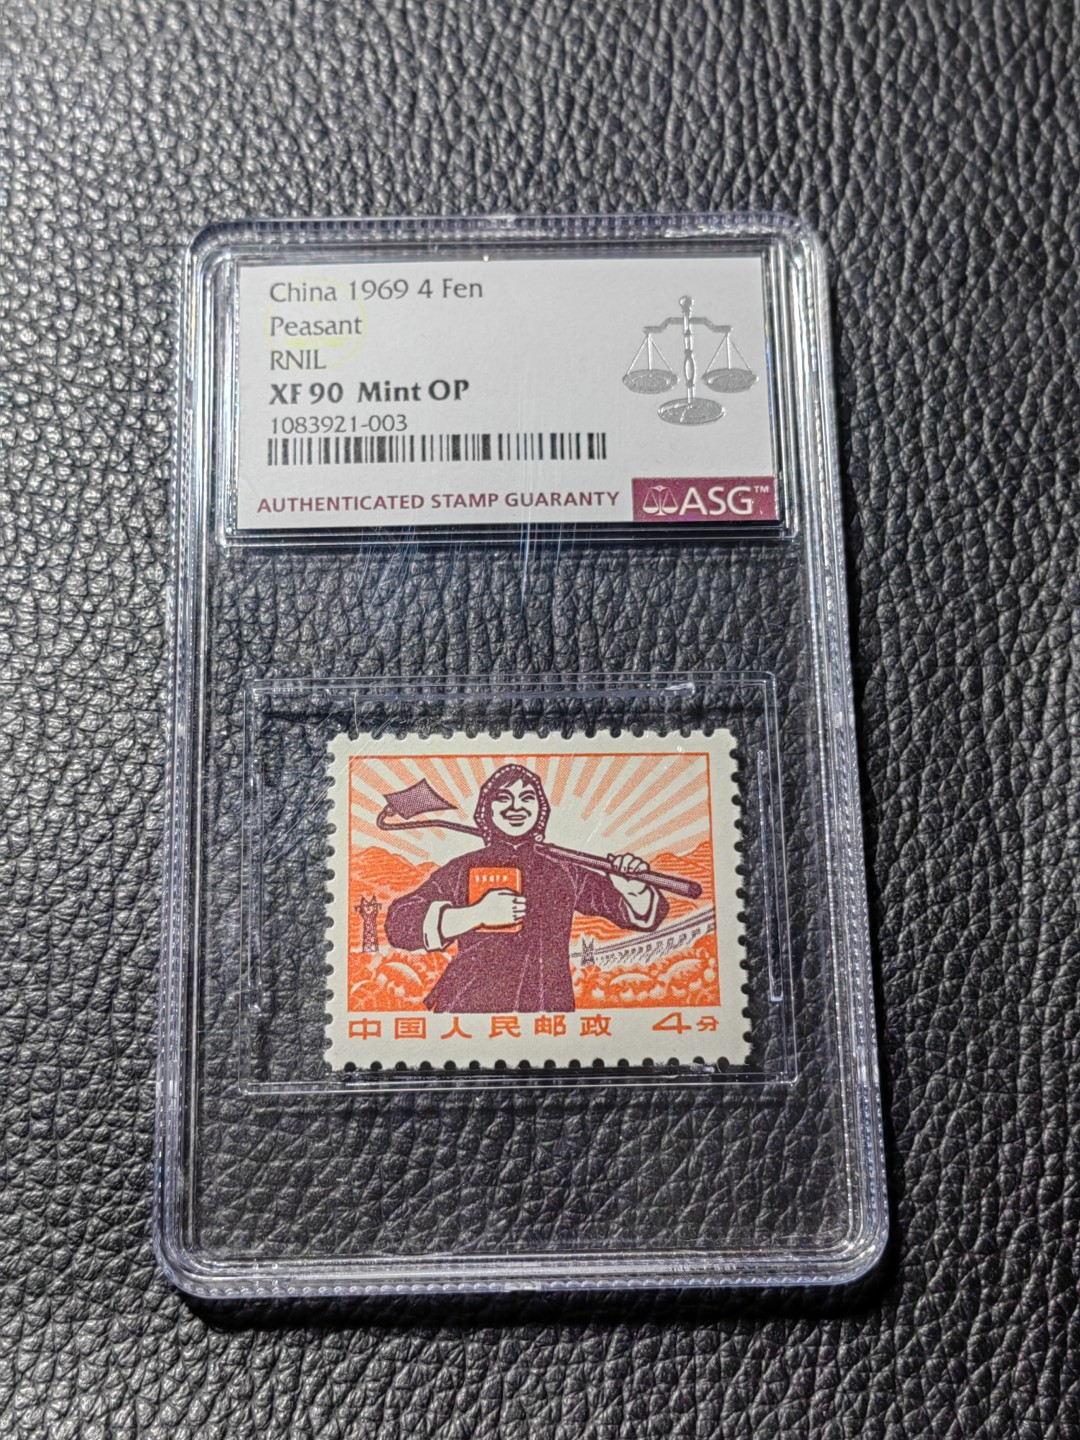 China 1969 4 Fen
Peasant
RNIL
XF 90 Mint OP
1083921-003
AUTHENTICATED STAMP GUARANTY
ASG™
中国人民邮政 4分